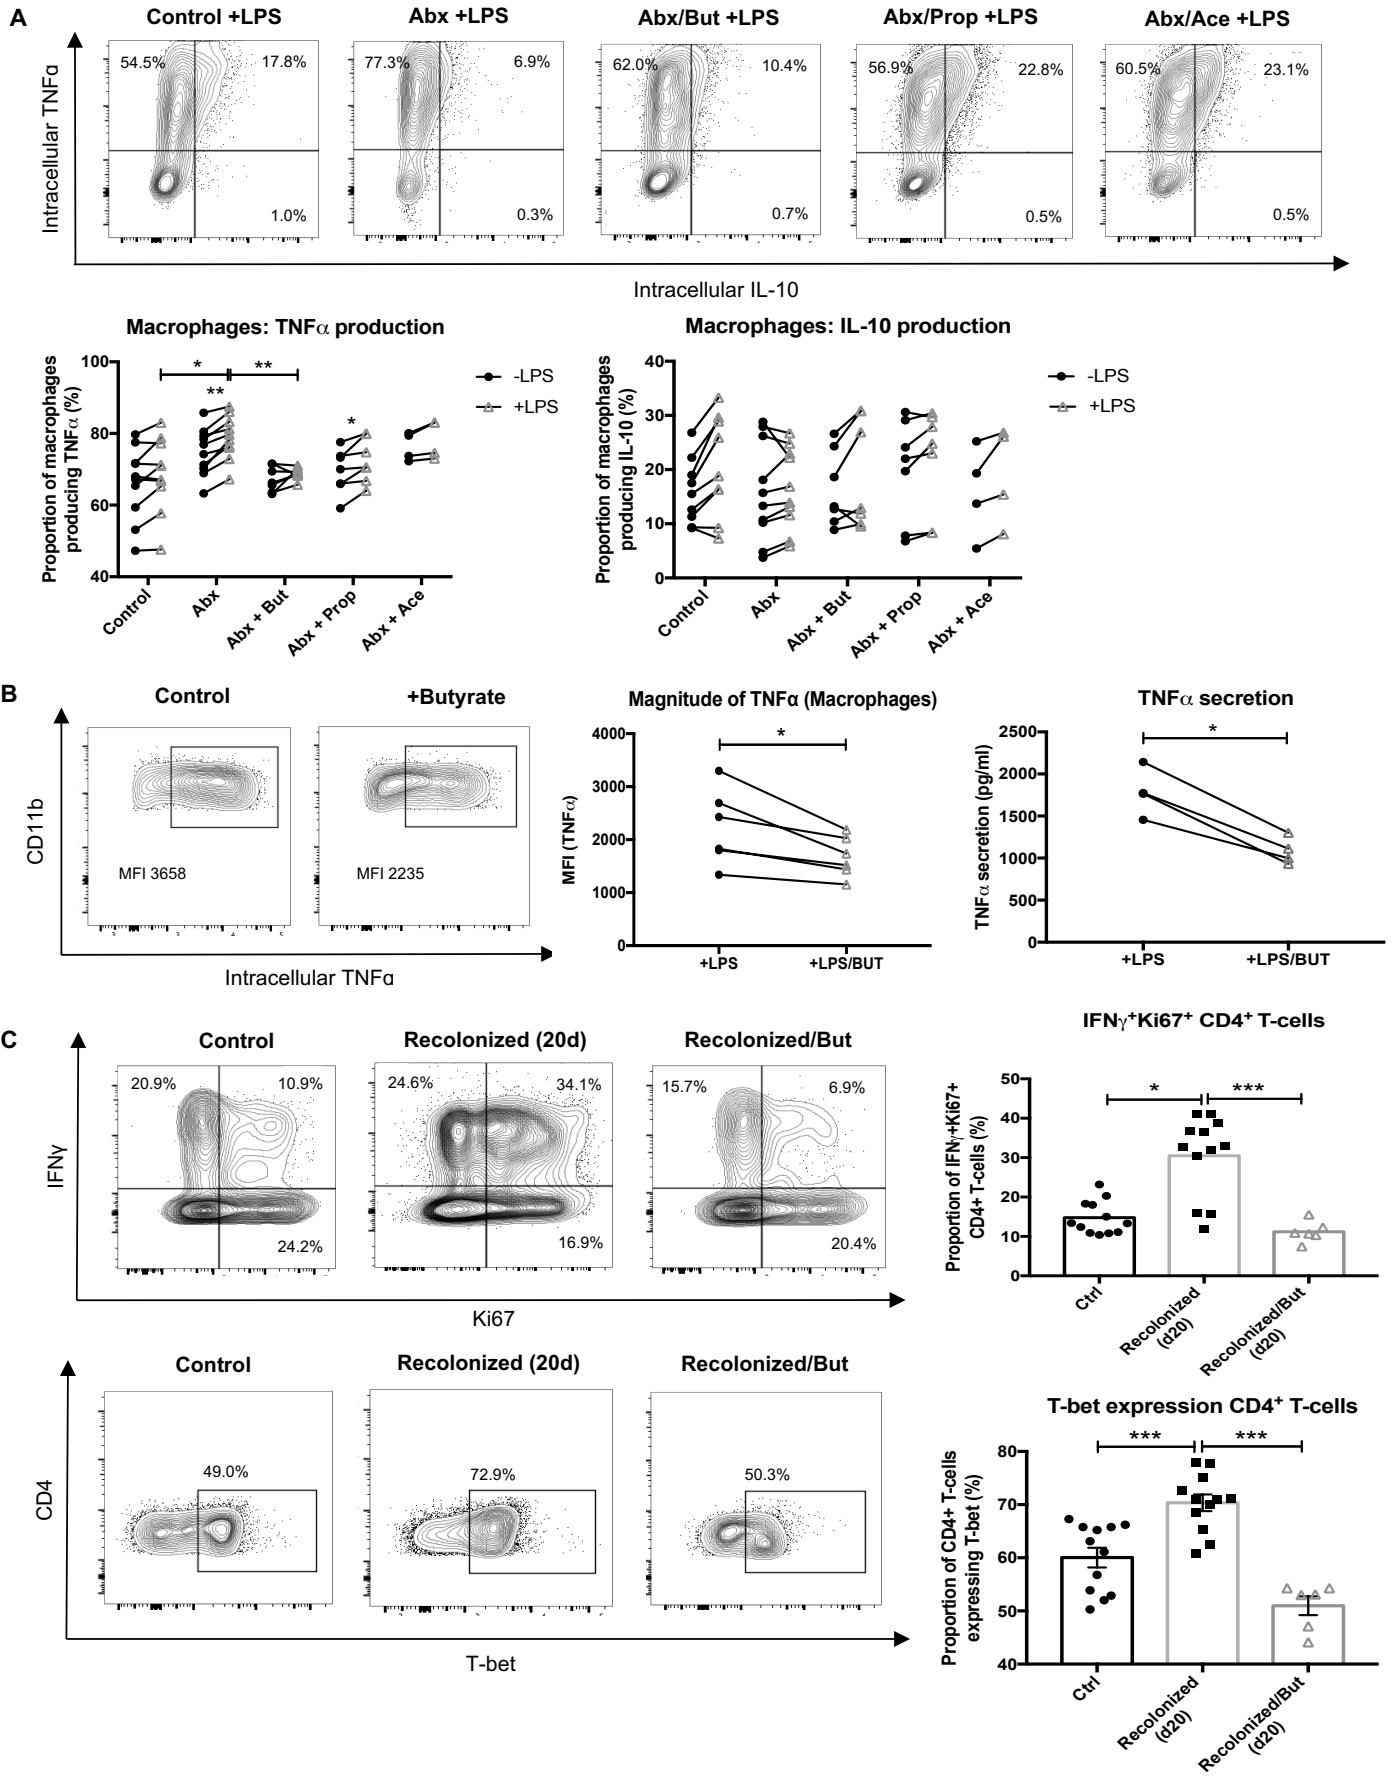 A
Control +LPS
Abx +LPS
Abx/But +LPS
Abx/Prop +LPS
Abx/Ace +LPS
Intracellular TNFα
54.5%
17.8%
1.0%
77.3%
6.9%
0.3%
62.0%
10.4%
0.7%
56.9%
22.8%
0.5%
60.5%
23.1%
0.5%
Intracellular IL-10
Macrophages: TNFα production
Proportion of macrophages
producing TNFα (%)
100
80
60
40
*
**
**
*
-LPS
+LPS
Control
Abx
Abx + But
Abx + Prop
Abx + Ace
Macrophages: IL-10 production
Proportion of macrophages
producing IL-10 (%)
40
30
20
10
0
-LPS
+LPS
Control
Abx
Abx + But
Abx + Prop
Abx + Ace
B
Control
+Butyrate
CD11b
MFI 3658
MFI 2235
3
3
4
5
Intracellular TNFα
Magnitude of TNFα (Macrophages)
MFI (TNFα)
4000
3000
2000
1000
0
*
+LPS
+LPS/BUT
TNFα secretion
TNFα secretion (pg/ml)
2500
2000
1500
1000
500
0
*
+LPS
+LPS/BUT
C
Control
Recolonized (20d)
Recolonized/But
IFNγ
20.9%
10.9%
24.2%
24.6%
34.1%
16.9%
15.7%
6.9%
20.4%
Ki67
IFNγ+Ki67+ CD4+ T-cells
Proportion of IFNγ+Ki67+
CD4+ T-cells (%)
50
40
30
20
10
0
*
***
Ctrl
Recolonized
(d20)
Recolonized/But
(d20)
Control
Recolonized (20d)
Recolonized/But
CD4
49.0%
72.9%
50.3%
T-bet
T-bet expression CD4+ T-cells
Proportion of CD4+ T-cells
expressing T-bet (%)
80
70
60
50
40
***
***
Ctrl
Recolonized
(d20)
Recolonized/But
(d20)